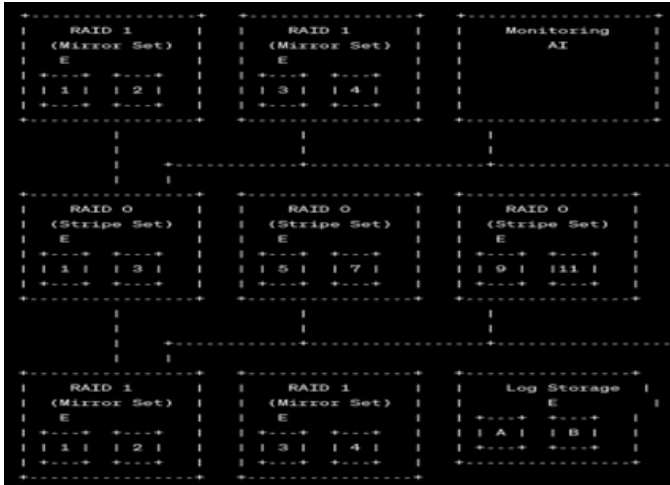 RAID 1 RAID 1 Monitoring
(Mirror Set) (Mirror Set) AI
E E
1 2 3 4
RAID 0 RAID 0 RAID 0
(Stripe Set) (Stripe Set) (Stripe Set)
E E E
1 3 5 7 9 11
RAID 1 RAID 1 Log Storage
(Mirror Set) (Mirror Set) E
E E
1 2 3 4 A B